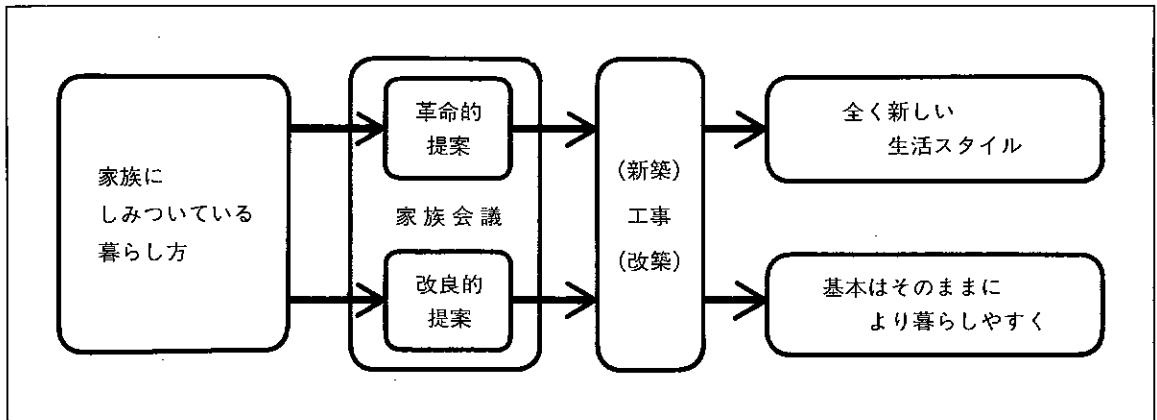 家族に
しみついている
暮らし方
革命的
提案
家族会議
改良的
提案
(新築)
工事
(改築)
全く新しい
生活スタイル
基本はそのままに
より暮らしやすく